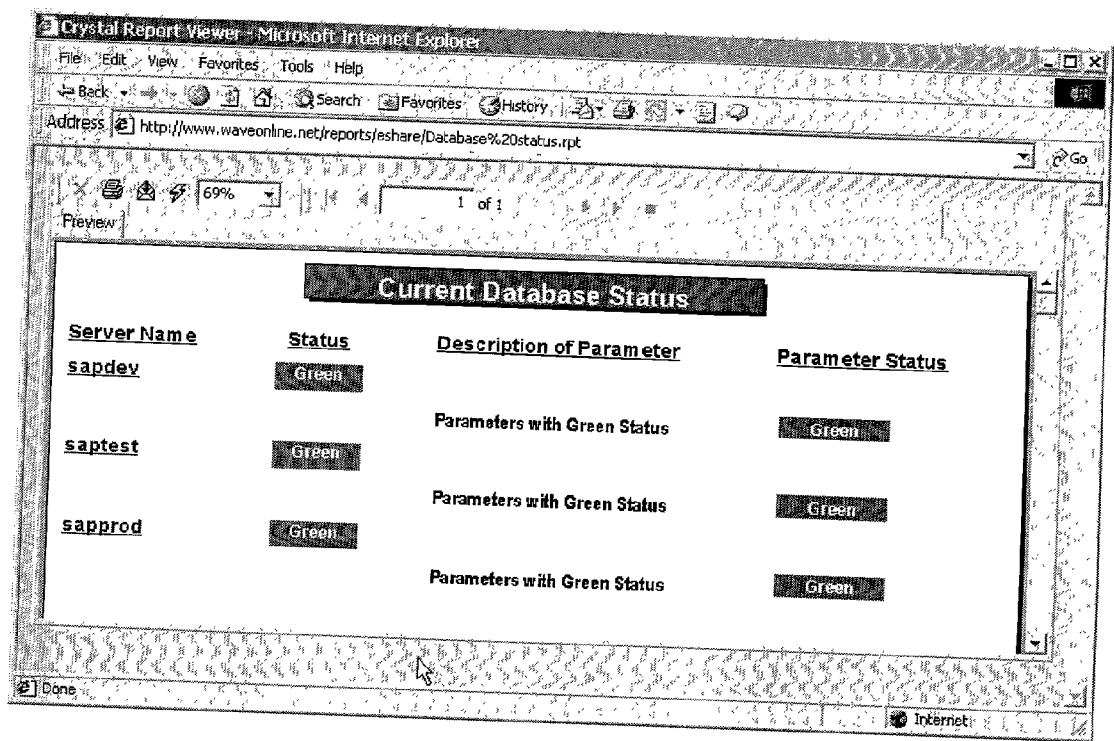 Crystal Report Viewer - Microsoft Internet Explorer
File Edit View Favorites Tools Help
Back Search Favorites History
Address http://www.waveonline.net/reports/eshare/Database%20status.rpt Go
69% 1 of 1
Preview
Current Database Status
Server Name Status Description of Parameter Parameter Status
sapdev Green
Parameters with Green Status Green
saptest Green
Parameters with Green Status Green
sapprod Green
Parameters with Green Status Green
Done Internet